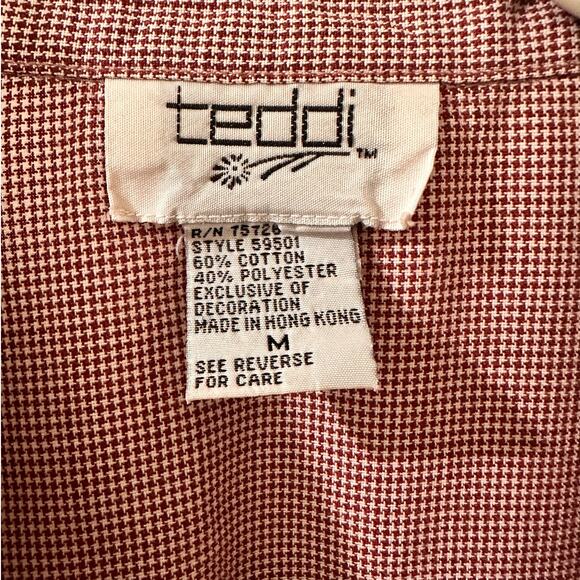 teddi
TM
R/N 75726
STYLE 59501
60% COTTON
40% POLYESTER
EXCLUSIVE OF
DECORATION
MADE IN HONG KONG
M
SEE REVERSE
FOR CARE